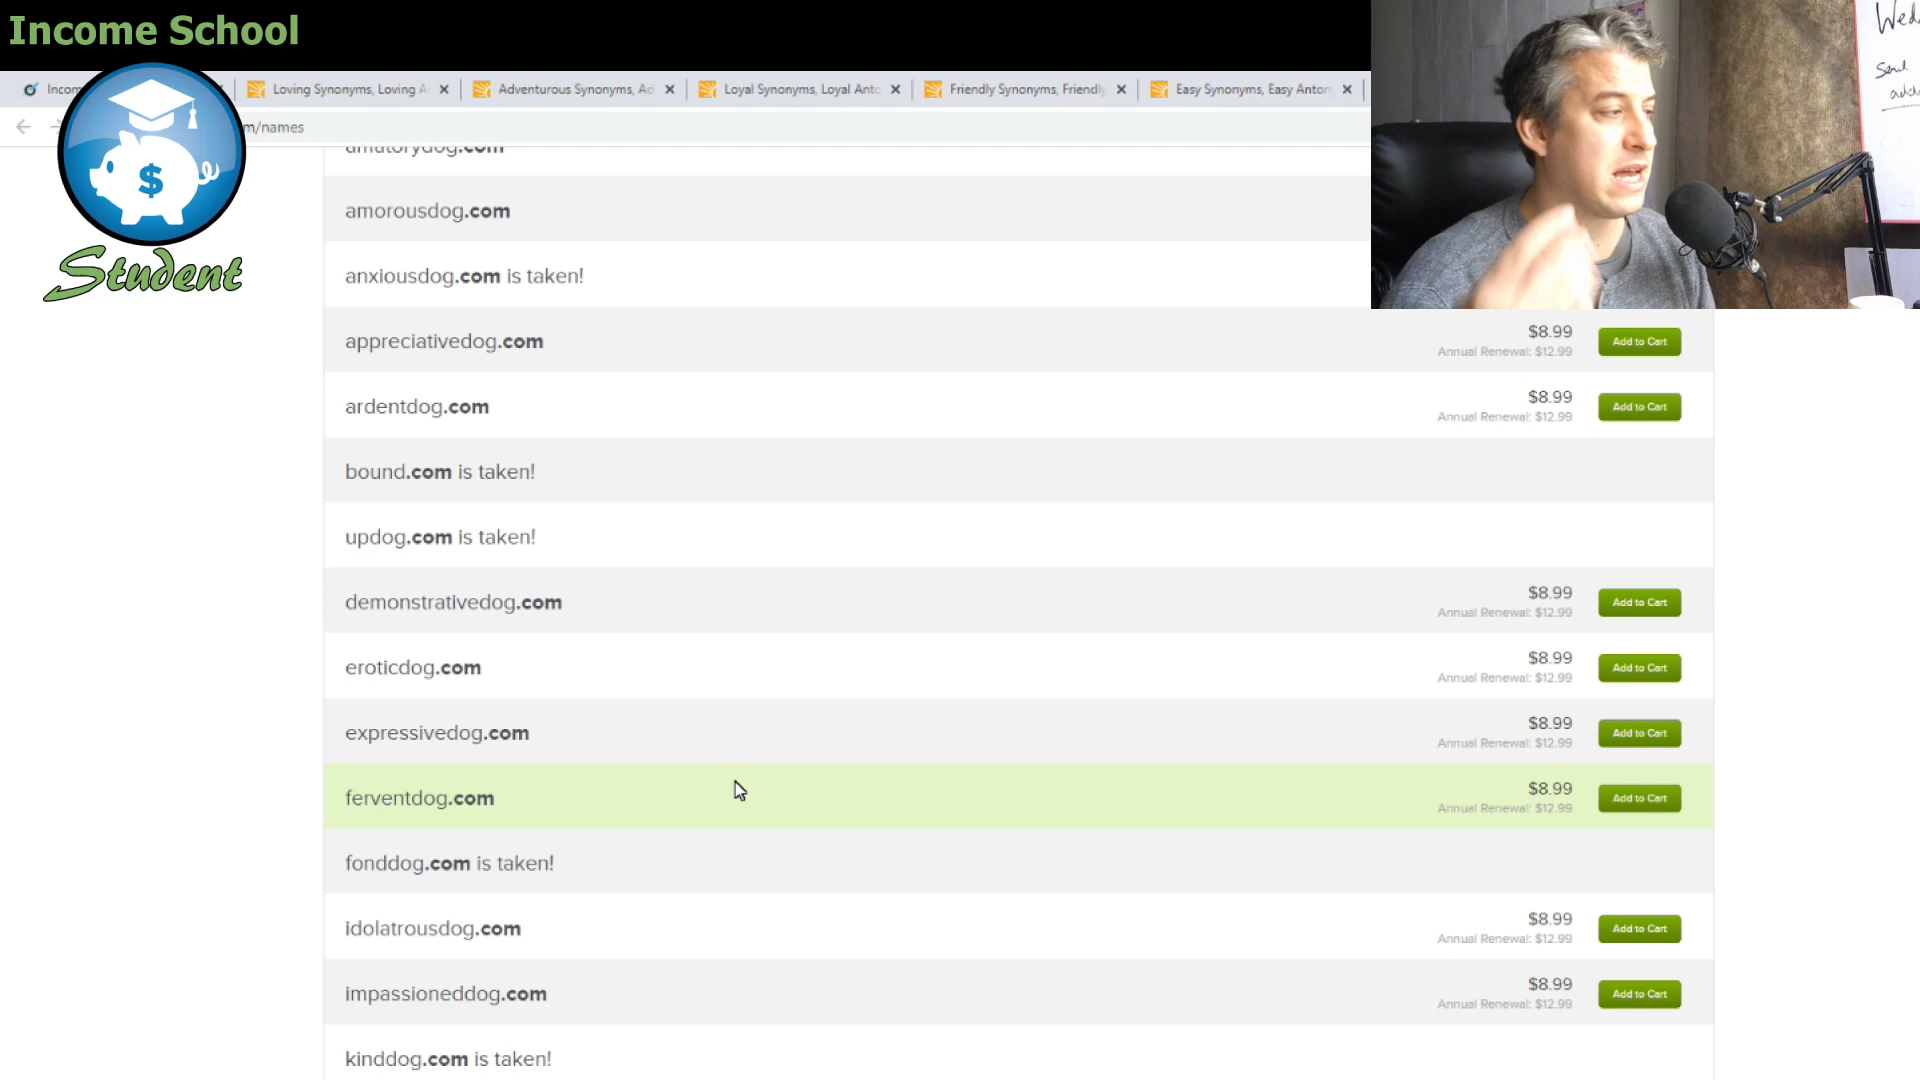 Income School
Incom
Loving Synonyms, Loving A
Adventurous Synonyms, Ad
Loyal Synonyms, Loyal Anto
Friendly Synonyms, Friendly
Easy Synonyms, Easy Anton
m/names
$
Student
Wed
Send
add
amatorydog.com
amorousdog.com
anxiousdog.com is taken!
appreciativedog.com
$8.99
Annual Renewal: $12.99
Add to Cart
ardentdog.com
$8.99
Annual Renewal: $12.99
Add to Cart
bound.com is taken!
updog.com is taken!
demonstrativedog.com
$8.99
Annual Renewal: $12.99
Add to Cart
eroticdog.com
$8.99
Annual Renewal: $12.99
Add to Cart
expressivedog.com
$8.99
Annual Renewal: $12.99
Add to Cart
ferventdog.com
$8.99
Annual Renewal: $12.99
Add to Cart
fonddog.com is taken!
idolatrousdog.com
$8.99
Annual Renewal: $12.99
Add to Cart
impassioneddog.com
$8.99
Annual Renewal: $12.99
Add to Cart
kinddog.com is taken!